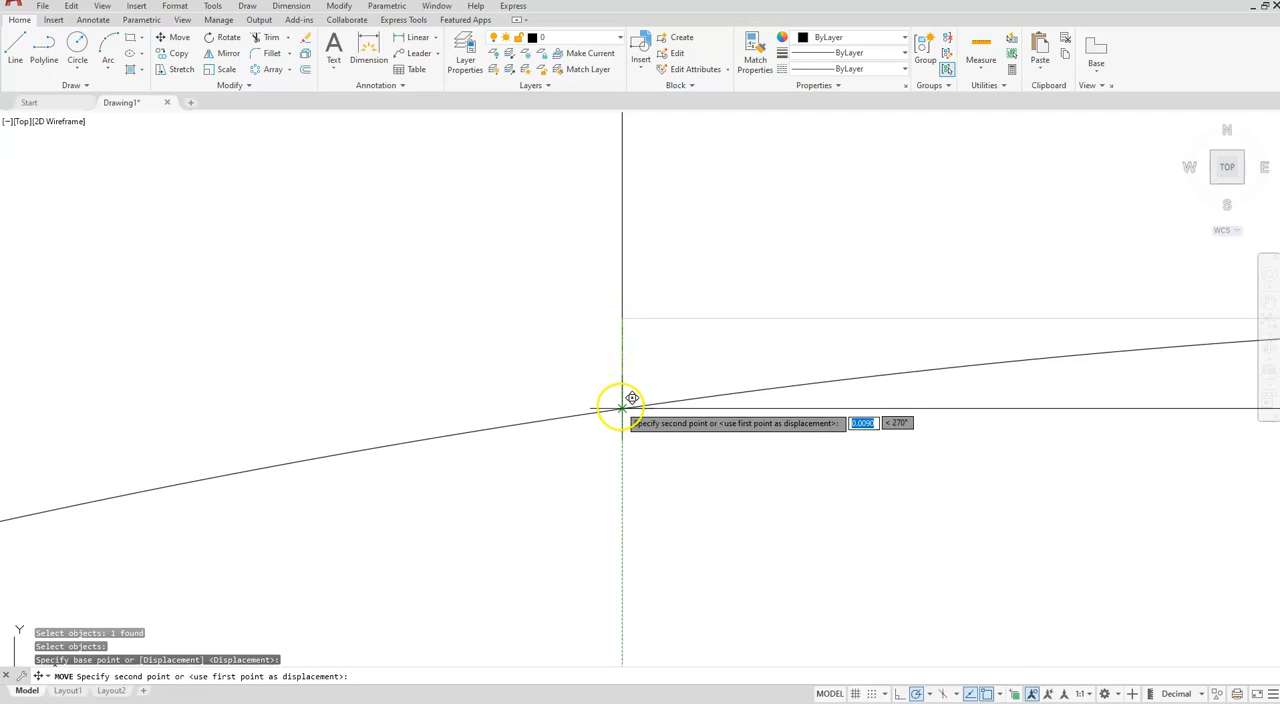 File Edit View Insert Format Tools Draw Dimension Modify Parametric Window Help Express
Home Insert Annotate Parametric View Manage Output Add-ins Collaborate Express Tools Featured Apps
Line Polyline Circle Arc
Move Rotate Trim
Copy Mirror Fillet
Stretch Scale Array
Text Dimension
Linear
Leader
Table
Layer Properties
0
Make Current
Match Layer
Insert
Create
Edit
Edit Attributes
Match Properties
ByLayer
ByLayer
ByLayer
Group
Measure
Paste
Base
Draw Modify Annotation Layers Block Properties Groups Utilities Clipboard View
Start Drawing1*
[−][Top][2D Wireframe]
N
W TOP E
S
WCS
Specify second point or <use first point as displacement>: 0.0090 < 270°
Y
Select objects: 1 found
Select objects:
Specify base point or [Displacement] <Displacement>:
MOVE Specify second point or <use first point as displacement>:
Model Layout1 Layout2
MODEL 1:1 Decimal